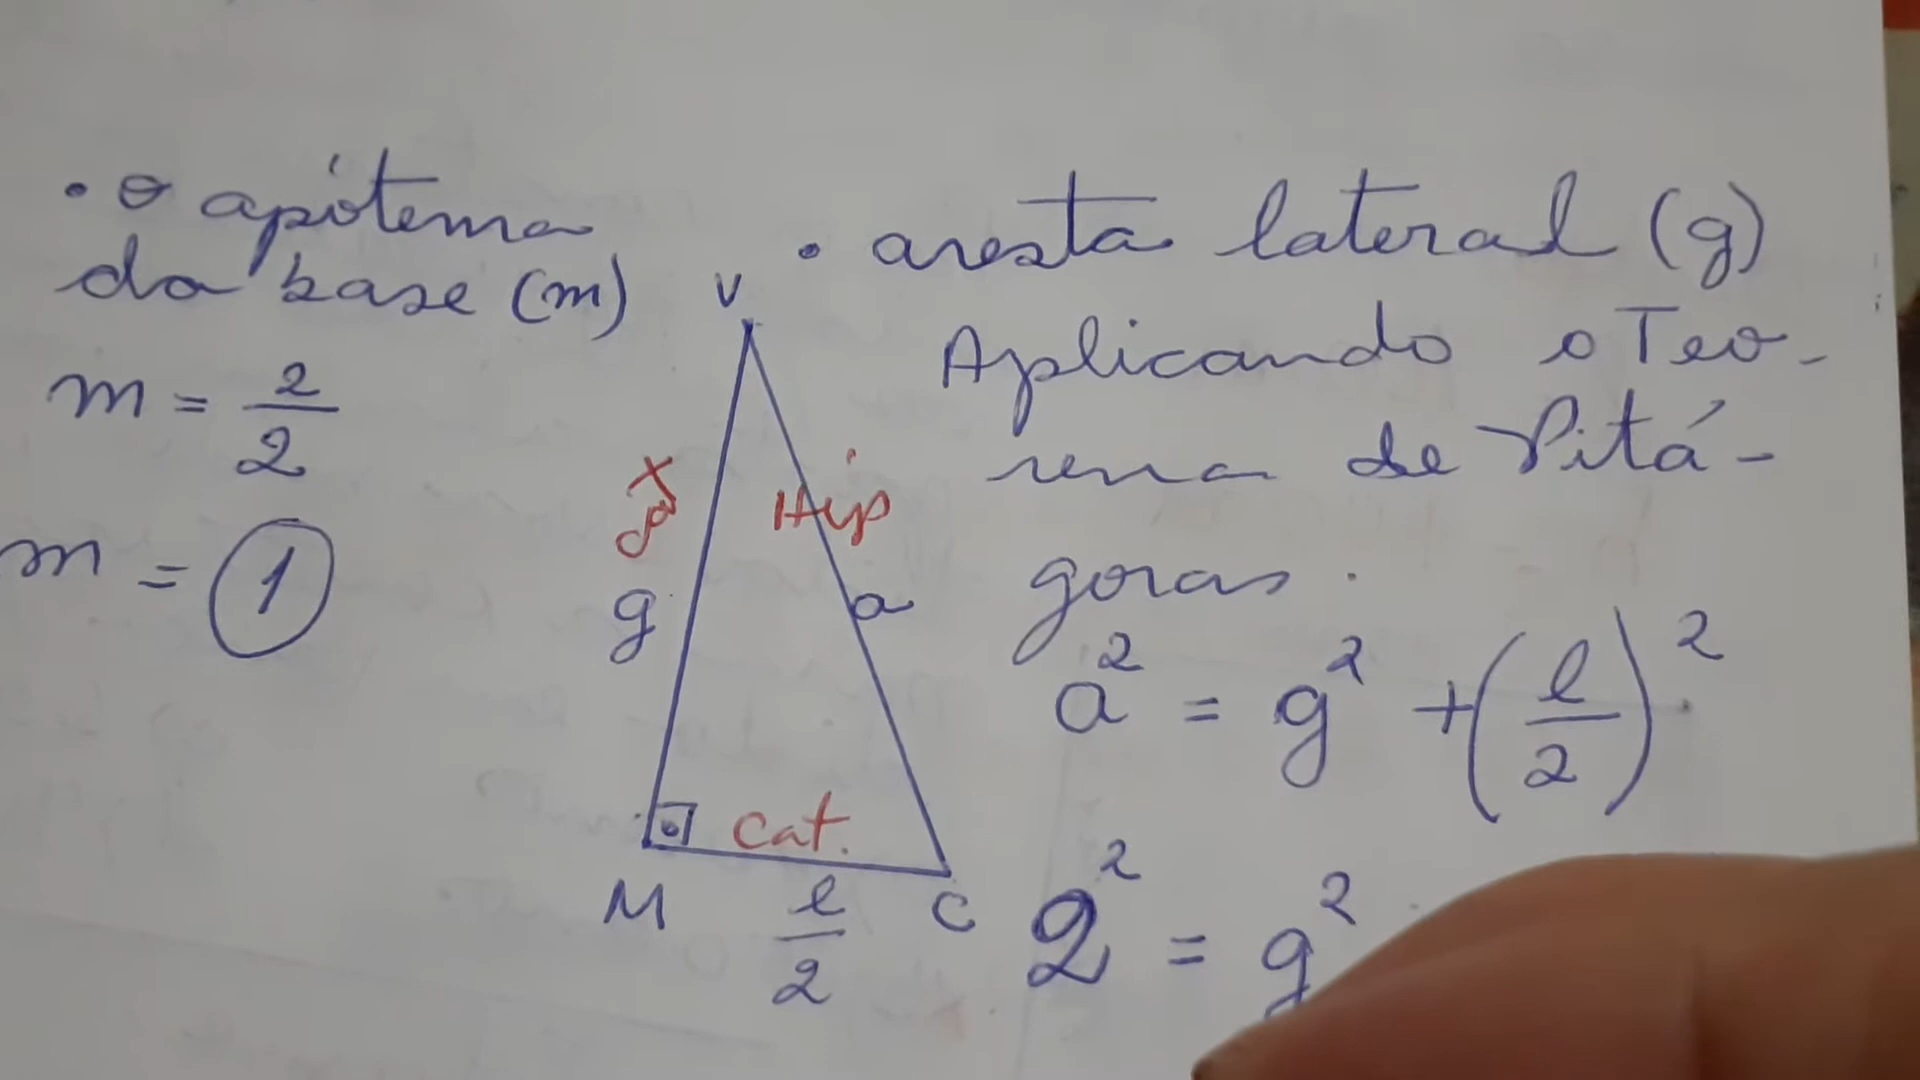 • o apótema
da base (m)
m = 2/2
m = 1
V
Hip
g
a
cat.
M
l/2
C
• aresta lateral (g)
Aplicando o Teo-
rema de Pitá-
goras.
a² = g² + (l/2)²
2² = g²